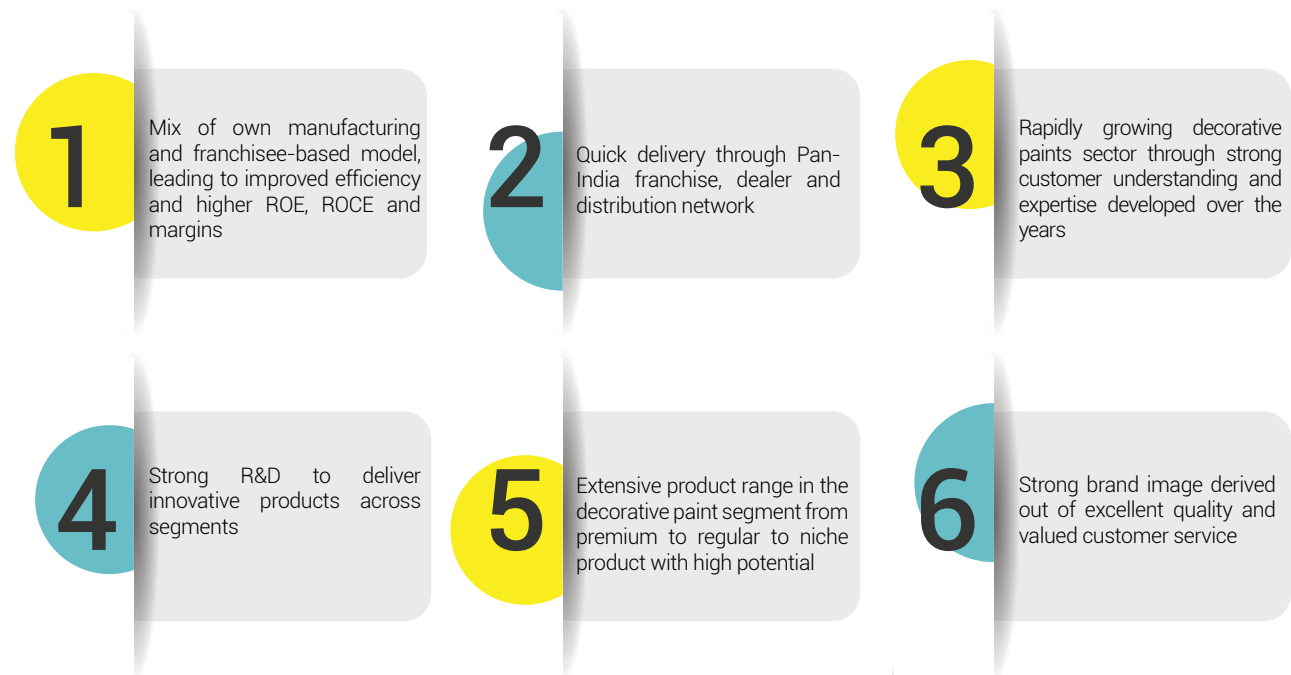 1
Mix of own manufacturing
and franchisee-based model,
leading to improved efficiency
and higher ROE, ROCE and
margins
2
Quick delivery through Pan-
India franchise, dealer and
distribution network
3
Rapidly growing decorative
paints sector through strong
customer understanding and
expertise developed over the
years
4
Strong R&D to deliver
innovative products across
segments
5
Extensive product range in the
decorative paint segment from
premium to regular to niche
product with high potential
6
Strong brand image derived
out of excellent quality and
valued customer service